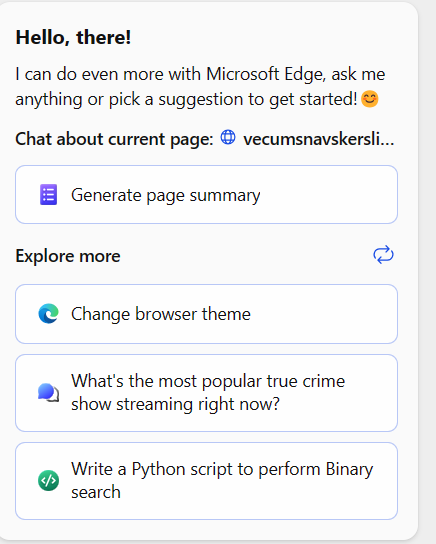 Hello, there!
I can do even more with Microsoft Edge, ask me
anything or pick a suggestion to get started!😊
Chat about current page: vecumsnavskersli...
Generate page summary
Explore more
Change browser theme
What's the most popular true crime
show streaming right now?
Write a Python script to perform Binary
search